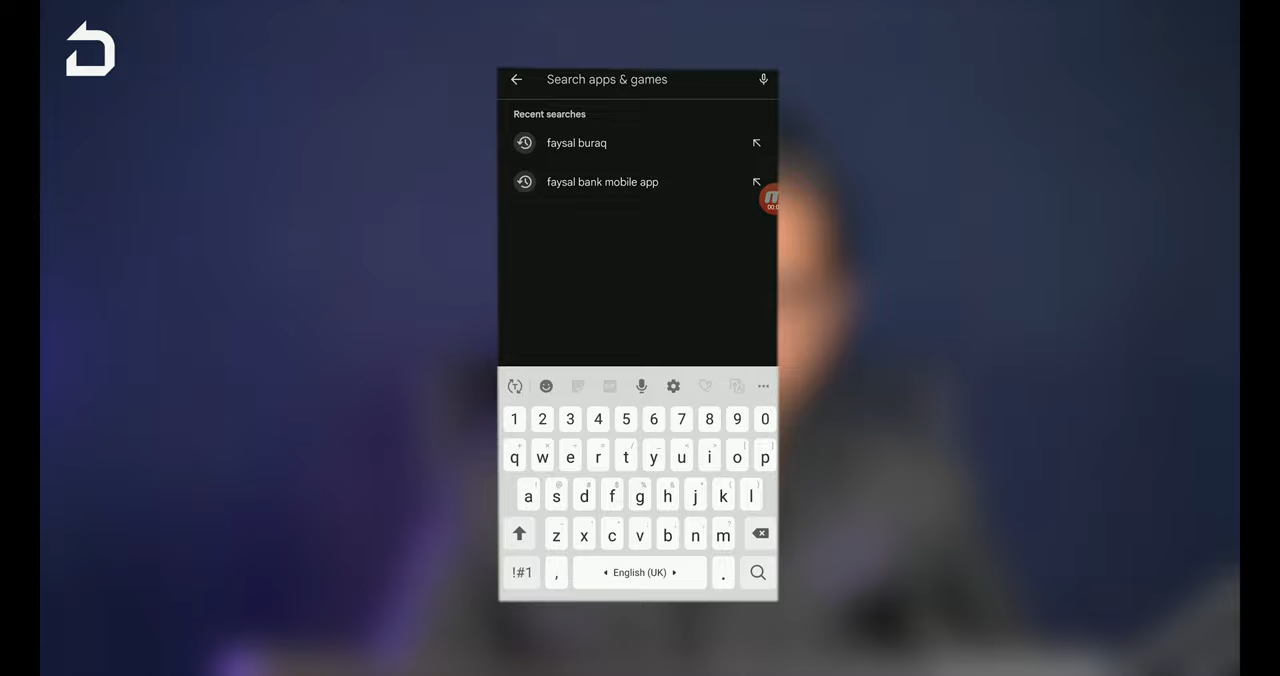 Search apps & games
Recent searches
faysal buraq
faysal bank mobile app
1 2 3 4 5 6 7 8 9 0
q w e r t y u i o p
a s d f g h j k l
z x c v b n m
!#1 , English (UK) .